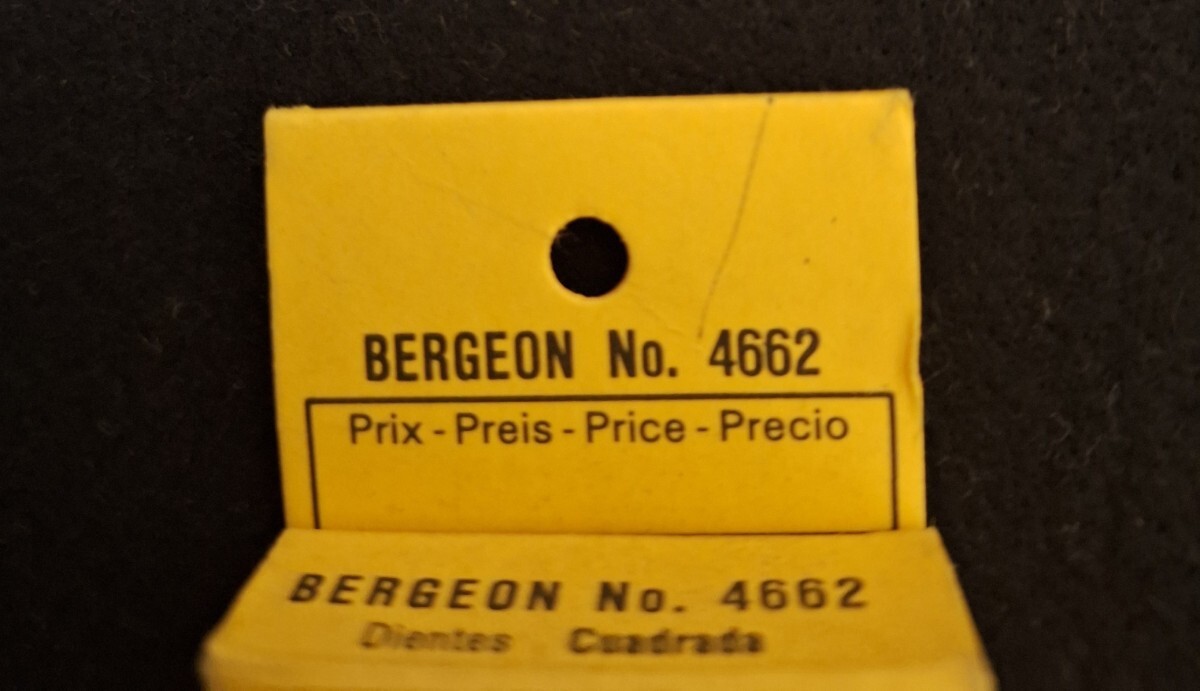 BERGEON No. 4662
Prix - Preis - Price - Precio
BERGEON No. 4662
Dientes Cuadrada